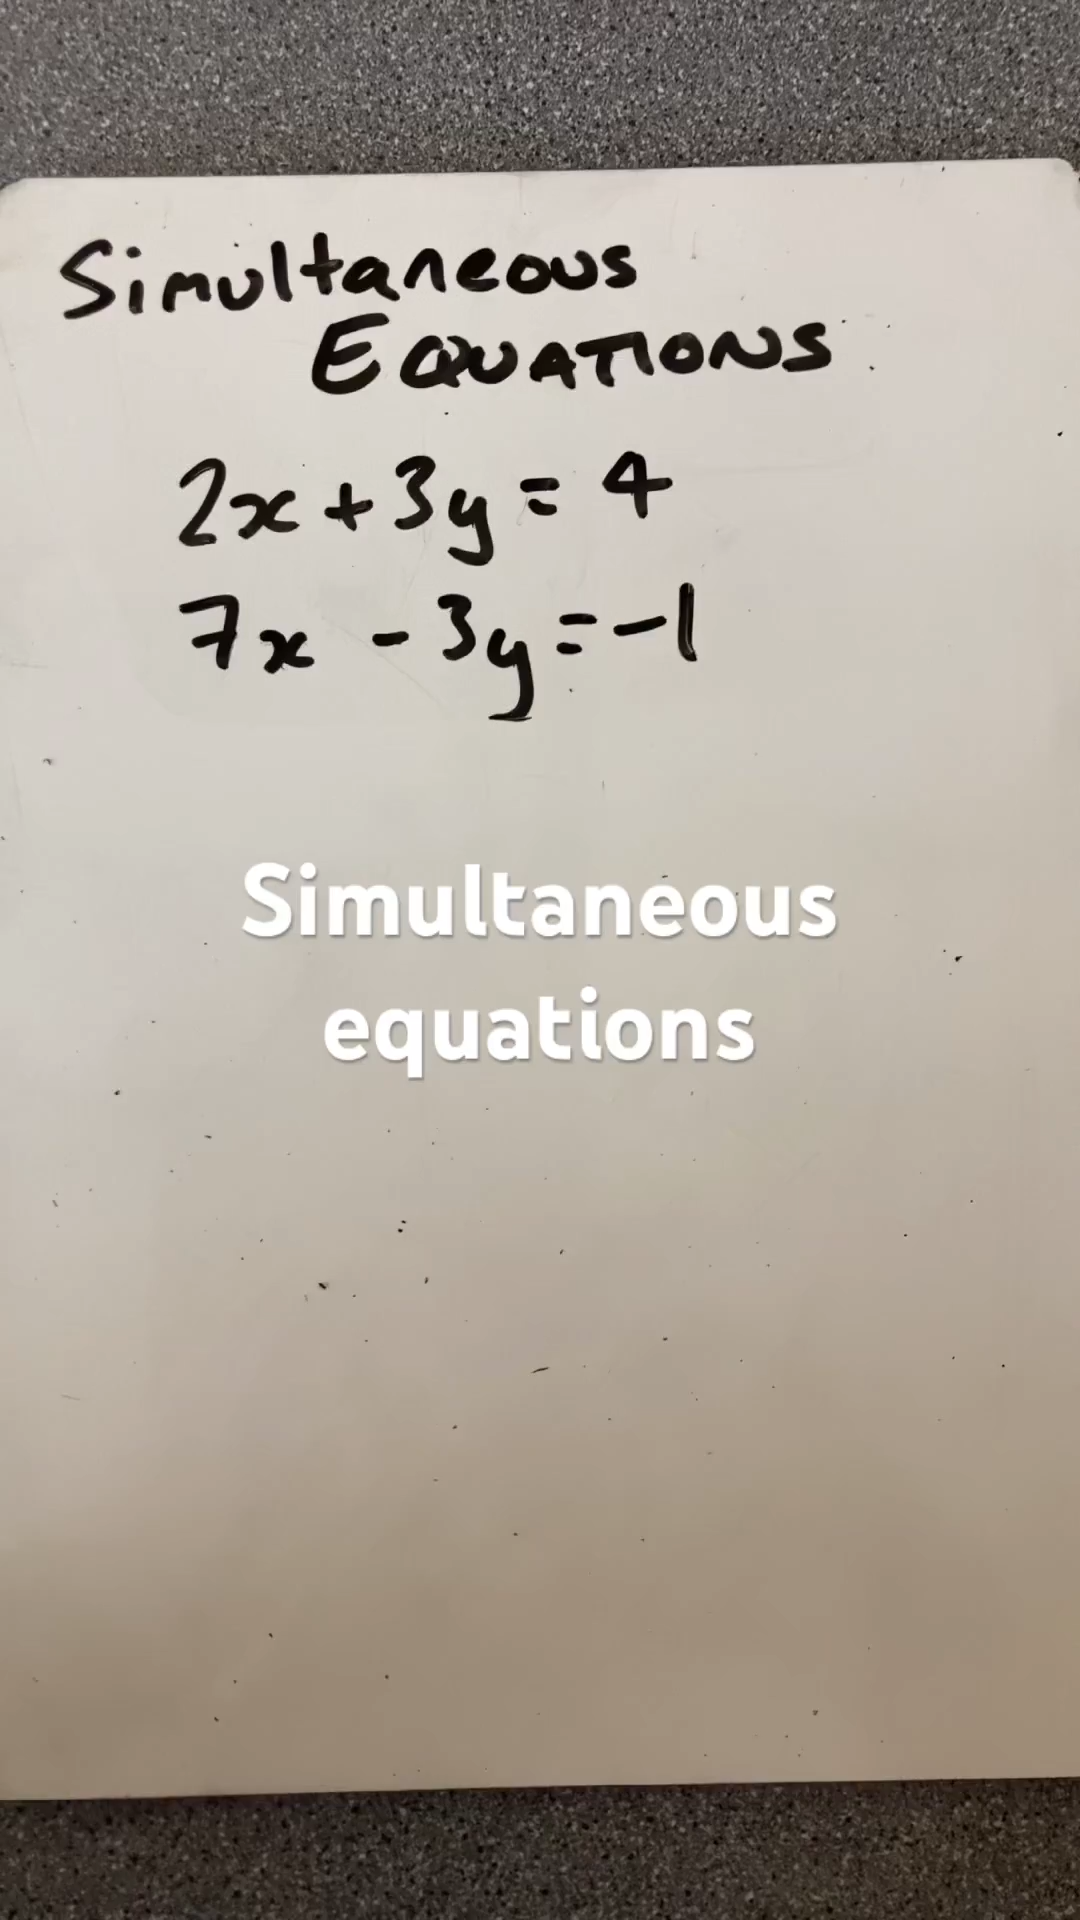 Simultaneous
EQUATIONS
2x + 3y = 4
7x - 3y = -1
Simultaneous
equations